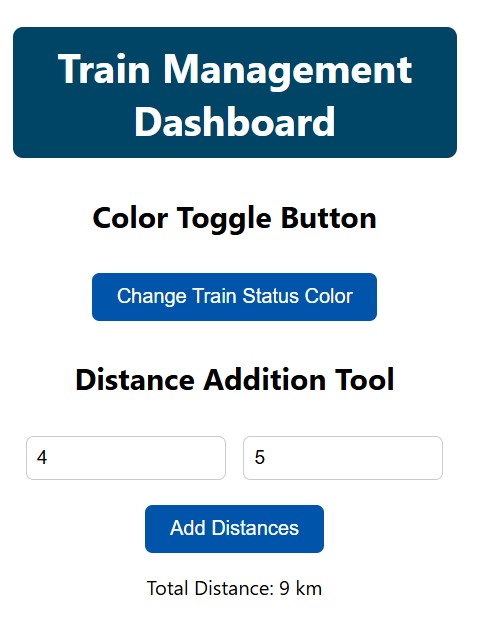 Train Management
Dashboard
Color Toggle Button
Change Train Status Color
Distance Addition Tool
4 5
Add Distances
Total Distance: 9 km